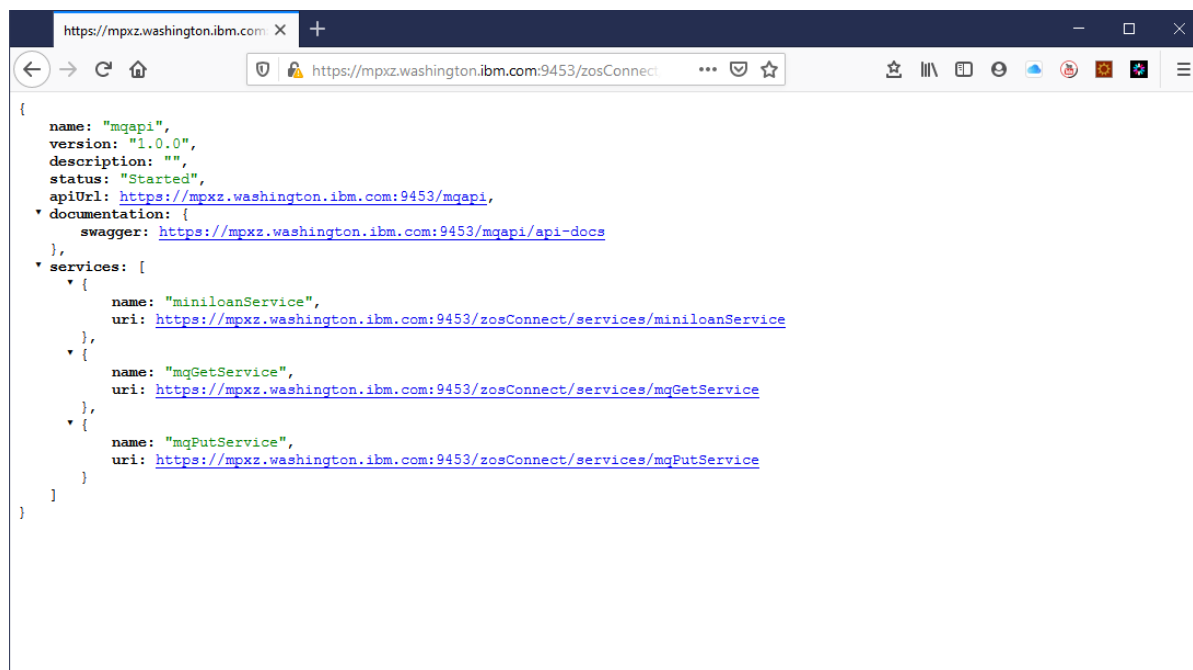 https://mpxz.washington.ibm.com
https://mpxz.washington.ibm.com:9453/zosConnect
{
name: "mqapi",
version: "1.0.0",
description: "",
status: "Started",
apiUrl: https://mpxz.washington.ibm.com:9453/mqapi,
documentation: {
swagger: https://mpxz.washington.ibm.com:9453/mqapi/api-docs
},
services: [
{
name: "miniloanService",
uri: https://mpxz.washington.ibm.com:9453/zosConnect/services/miniloanService
},
{
name: "mqGetService",
uri: https://mpxz.washington.ibm.com:9453/zosConnect/services/mqGetService
},
{
name: "mqPutService",
uri: https://mpxz.washington.ibm.com:9453/zosConnect/services/mqPutService
}
]
}